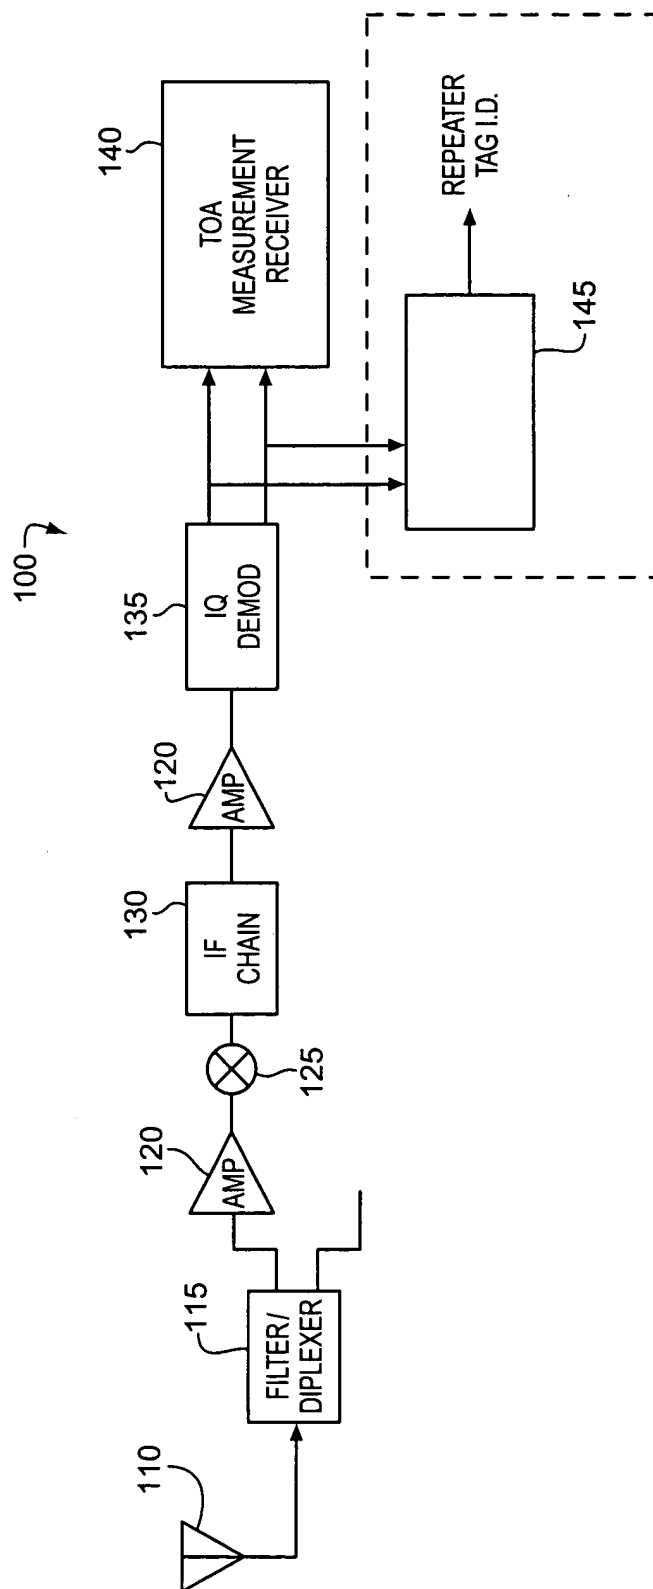 100
110
115
FILTER/
DIPLEXER
120
AMP
125
130
IF
CHAIN
120
AMP
135
IQ
DEMOD
140
TOA
MEASUREMENT
RECEIVER
145
REPEATER
TAG I.D.